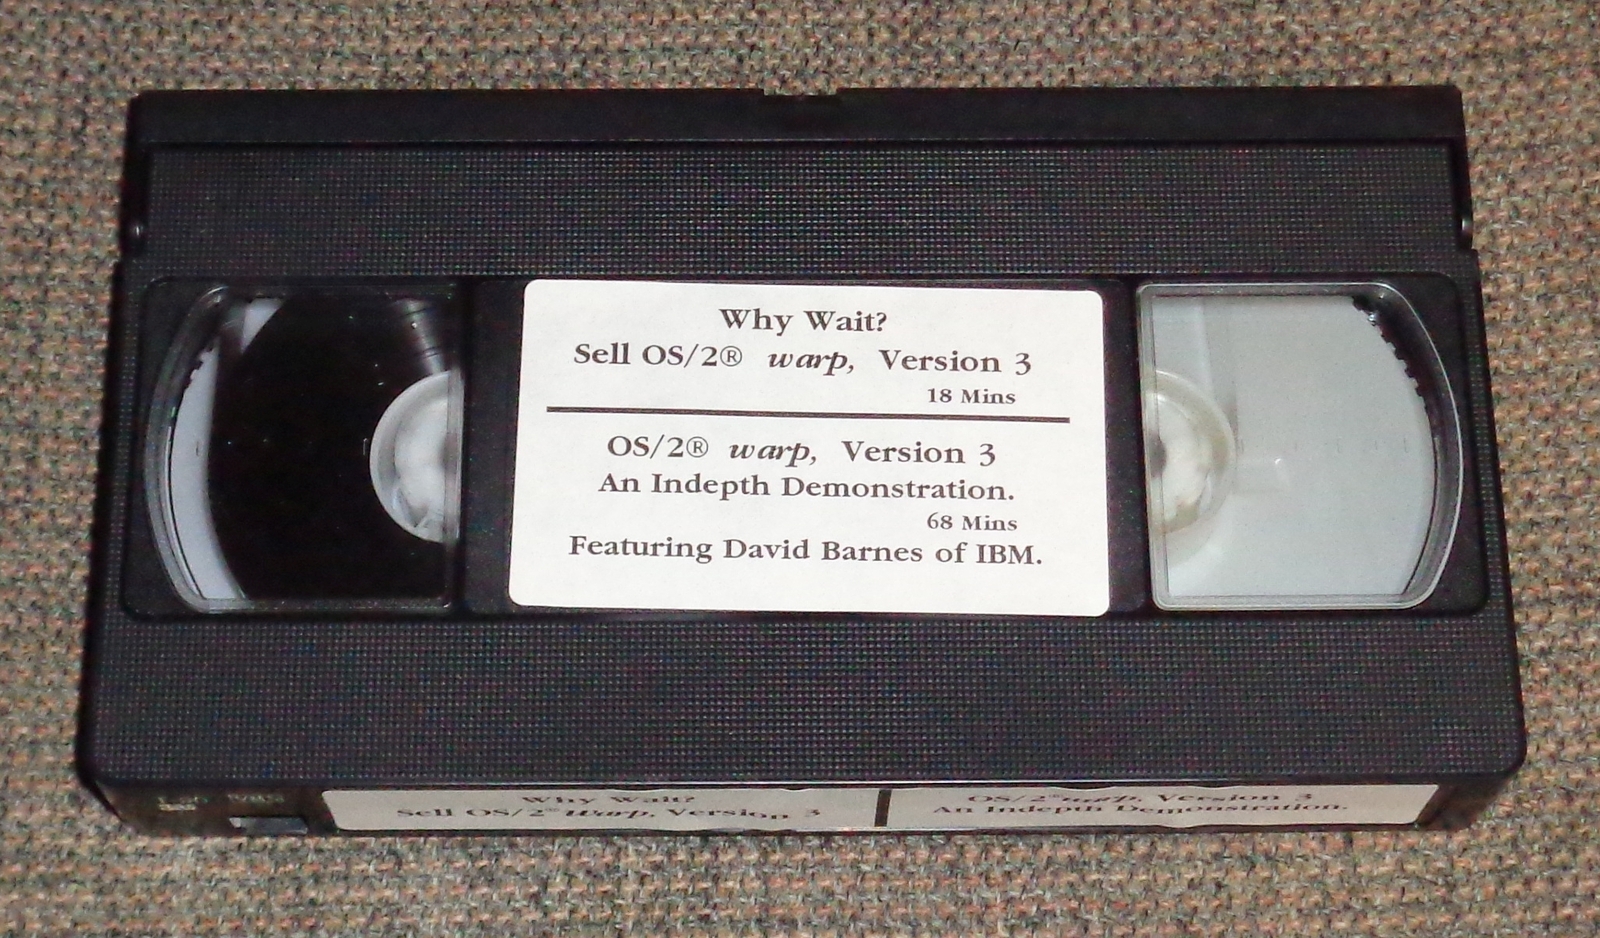 Why Wait?
Sell OS/2® warp, Version 3
18 Mins
OS/2® warp, Version 3
An Indepth Demonstration.
68 Mins
Featuring David Barnes of IBM.
Why Wait?
Sell OS/2® warp, Version 3
OS/2® warp, Version 3
An Indepth Demonstration.